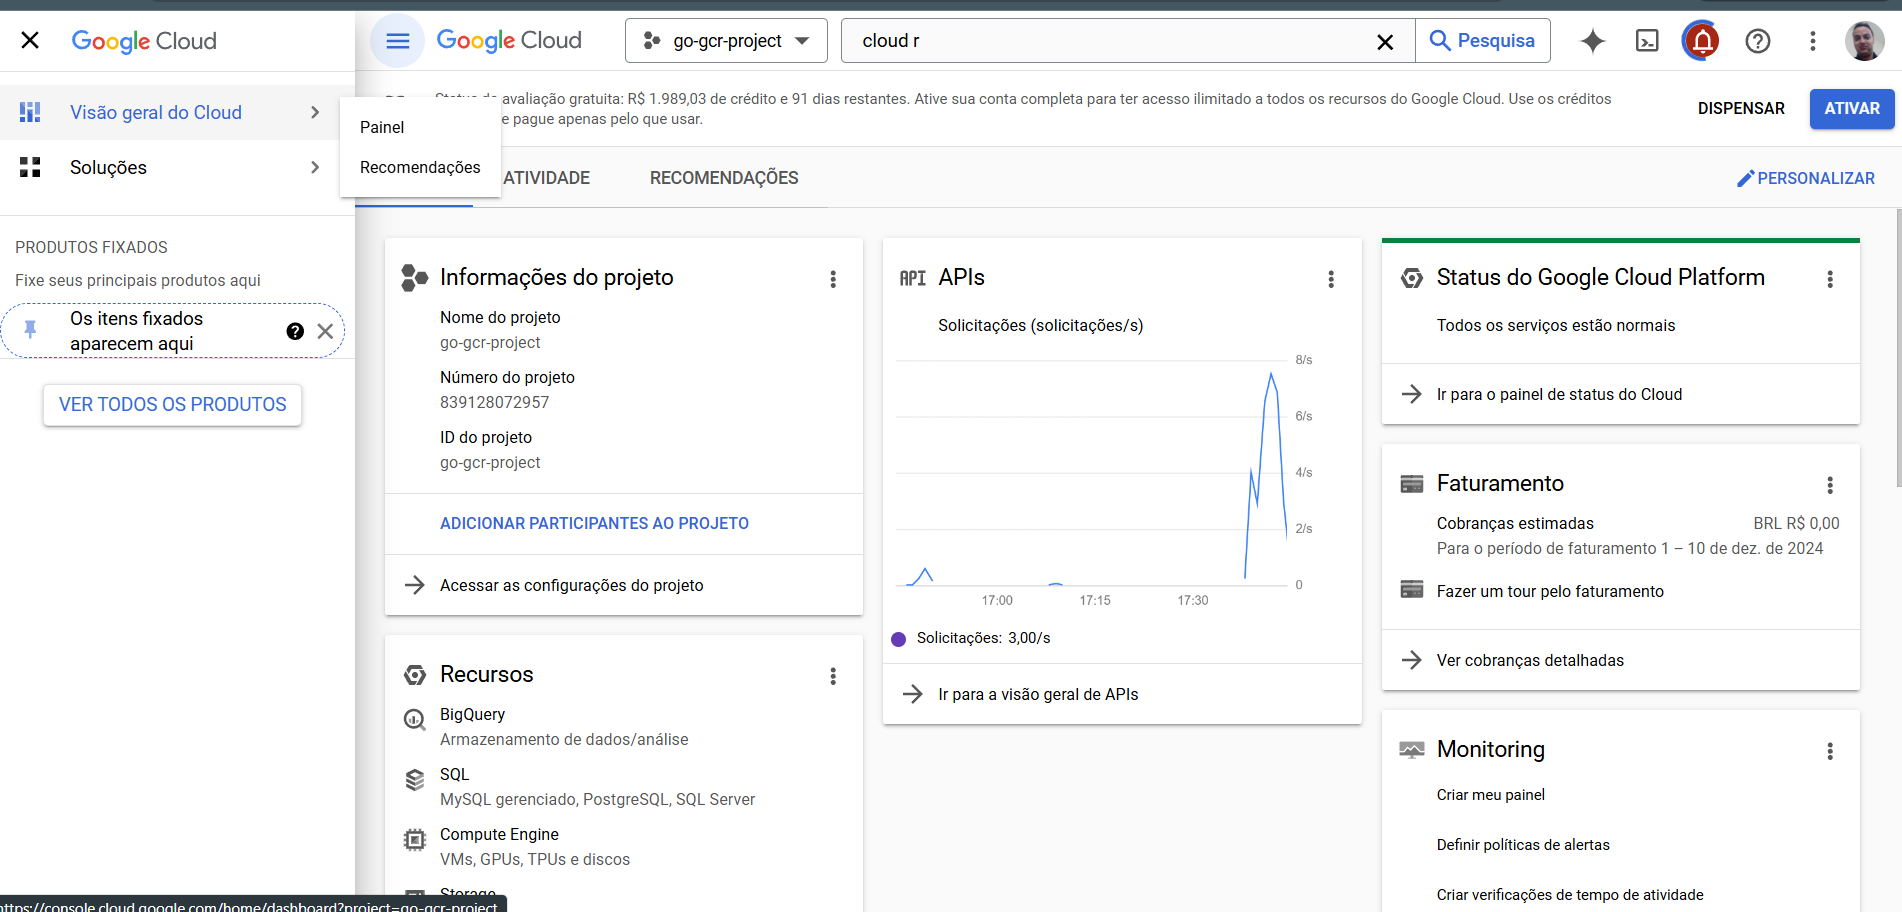 Google Cloud
Visão geral do Cloud
Soluções
PRODUTOS FIXADOS
Fixe seus principais produtos aqui
Os itens fixados
aparecem aqui
VER TODOS OS PRODUTOS
Google Cloud
go-gcr-project
cloud r
Pesquisa
avaliação gratuita: R$ 1.989,03 de crédito e 91 dias restantes. Ative sua conta completa para ter acesso ilimitado a todos os recursos do Google Cloud. Use os créditos
e pague apenas pelo que usar.
DISPENSAR
ATIVAR
Painel
Recomendações
ATIVIDADE
RECOMENDAÇÕES
PERSONALIZAR
Informações do projeto
Nome do projeto
go-gcr-project
Número do projeto
839128072957
ID do projeto
go-gcr-project
ADICIONAR PARTICIPANTES AO PROJETO
Acessar as configurações do projeto
Recursos
BigQuery
Armazenamento de dados/análise
SQL
MySQL gerenciado, PostgreSQL, SQL Server
Compute Engine
VMs, GPUs, TPUs e discos
Storage
API APIs
Solicitações (solicitações/s)
8/s
6/s
4/s
2/s
0
17:00
17:15
17:30
Solicitações: 3,00/s
Ir para a visão geral de APIs
Status do Google Cloud Platform
Todos os serviços estão normais
Ir para o painel de status do Cloud
Faturamento
Cobranças estimadas
BRL R$ 0,00
Para o período de faturamento 1 – 10 de dez. de 2024
Fazer um tour pelo faturamento
Ver cobranças detalhadas
Monitoring
Criar meu painel
Definir políticas de alertas
Criar verificações de tempo de atividade
https://console.cloud.google.com/home/dashboard?project=go-gcr-project